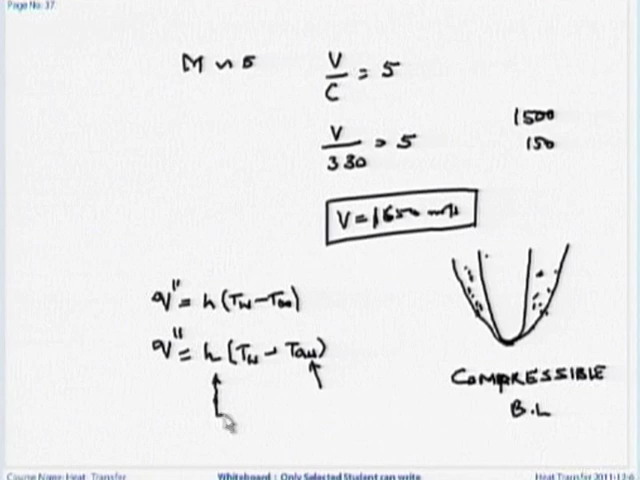 Page No: 37
M ~ 5
V/C = 5
V/330 = 5
1500
150
V = 1650 m/s
q'' = h (Tw - T∞)
q'' = h (Tw - Taw)
COMPRESSIBLE
B.L
Course Name: Heat Transfer
Whiteboard : Only Selected Student can write